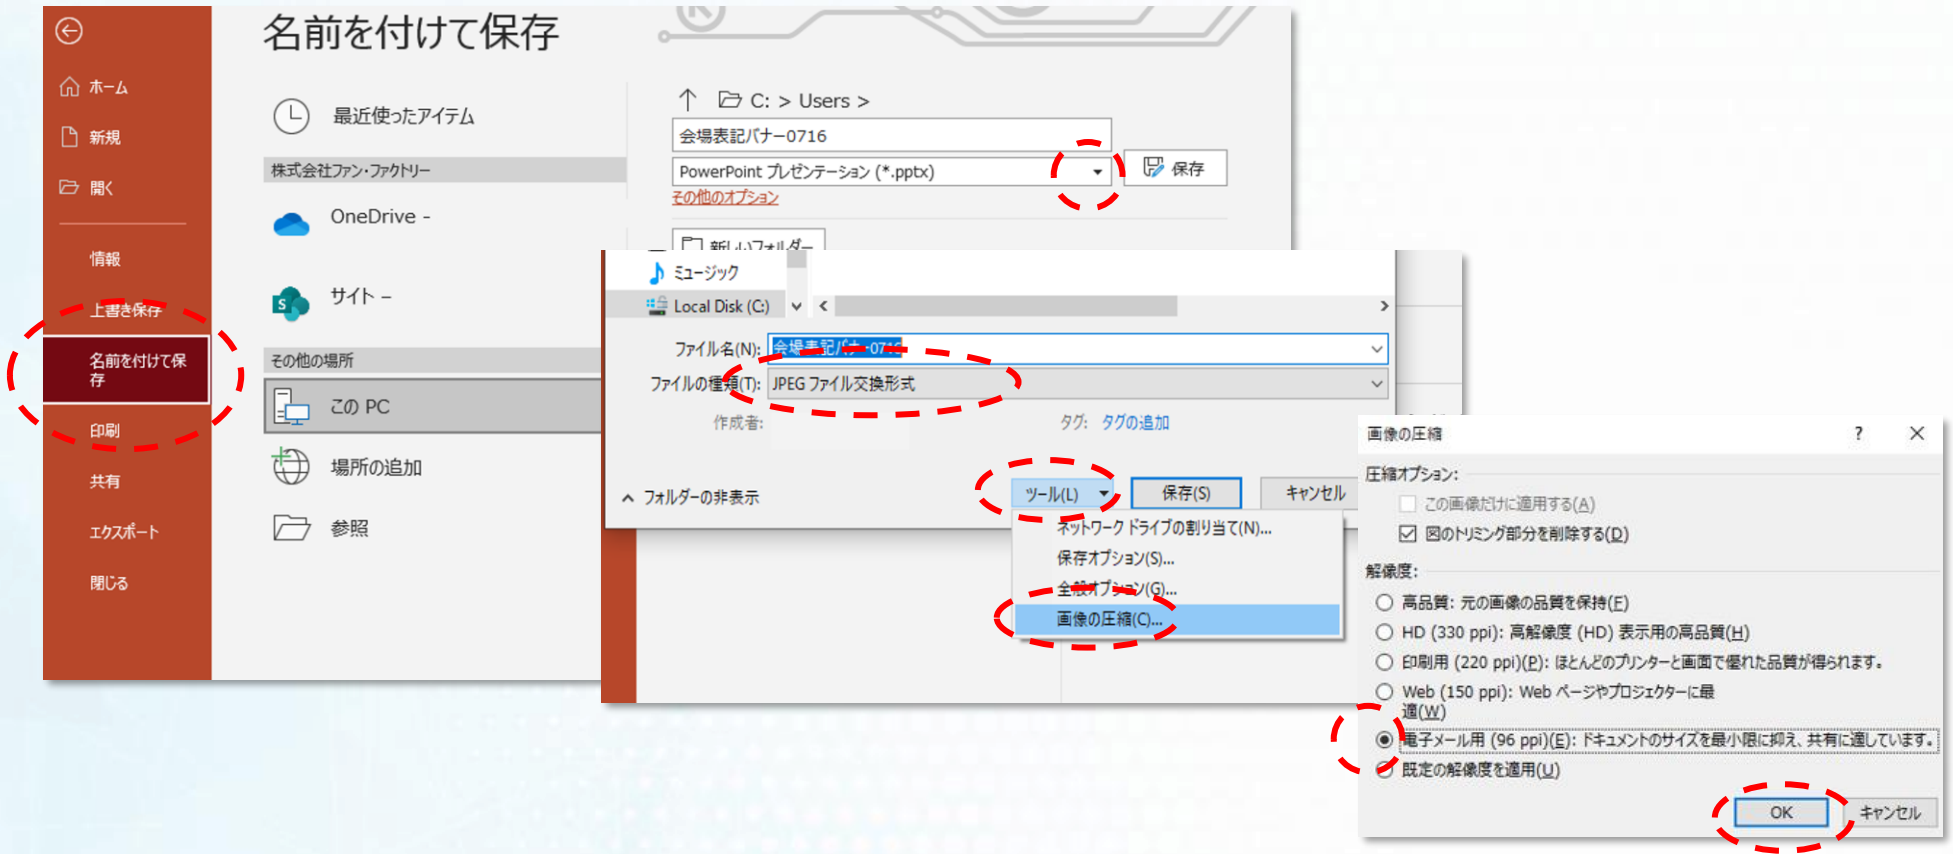 名前を付けて保存
ホーム
新規
開く
情報
上書き保存
名前を付けて保
存
印刷
共有
エクスポート
閉じる
最近使ったアイテム
株式会社ファン・ファクトリー
OneDrive -
サイト -
その他の場所
この PC
場所の追加
参照
C: > Users >
会場表記バナー0716
PowerPoint プレゼンテーション (*.pptx)
保存
その他のオプション
新しいフォルダー
ミュージック
Local Disk (C:)
ファイル名(N): 会場表記バナー0716
ファイルの種類(T): JPEG ファイル交換形式
作成者:
タグ: タグの追加
フォルダーの非表示
ツール(L)
保存(S)
キャンセル
ネットワーク ドライブの割り当て(N)...
保存オプション(S)...
全般オプション(G)...
画像の圧縮(C)...
画像の圧縮
?
圧縮オプション:
この画像だけに適用する(A)
図のトリミング部分を削除する(D)
解像度:
高品質: 元の画像の品質を保持(F)
HD (330 ppi): 高解像度 (HD) 表示用の高品質(H)
印刷用 (220 ppi)(P): ほとんどのプリンターと画面で優れた品質が得られます。
Web (150 ppi): Web ページやプロジェクターに最
適(W)
電子メール用 (96 ppi)(E): ドキュメントのサイズを最小限に抑え、共有に適しています。
既定の解像度を適用(U)
OK
キャンセル